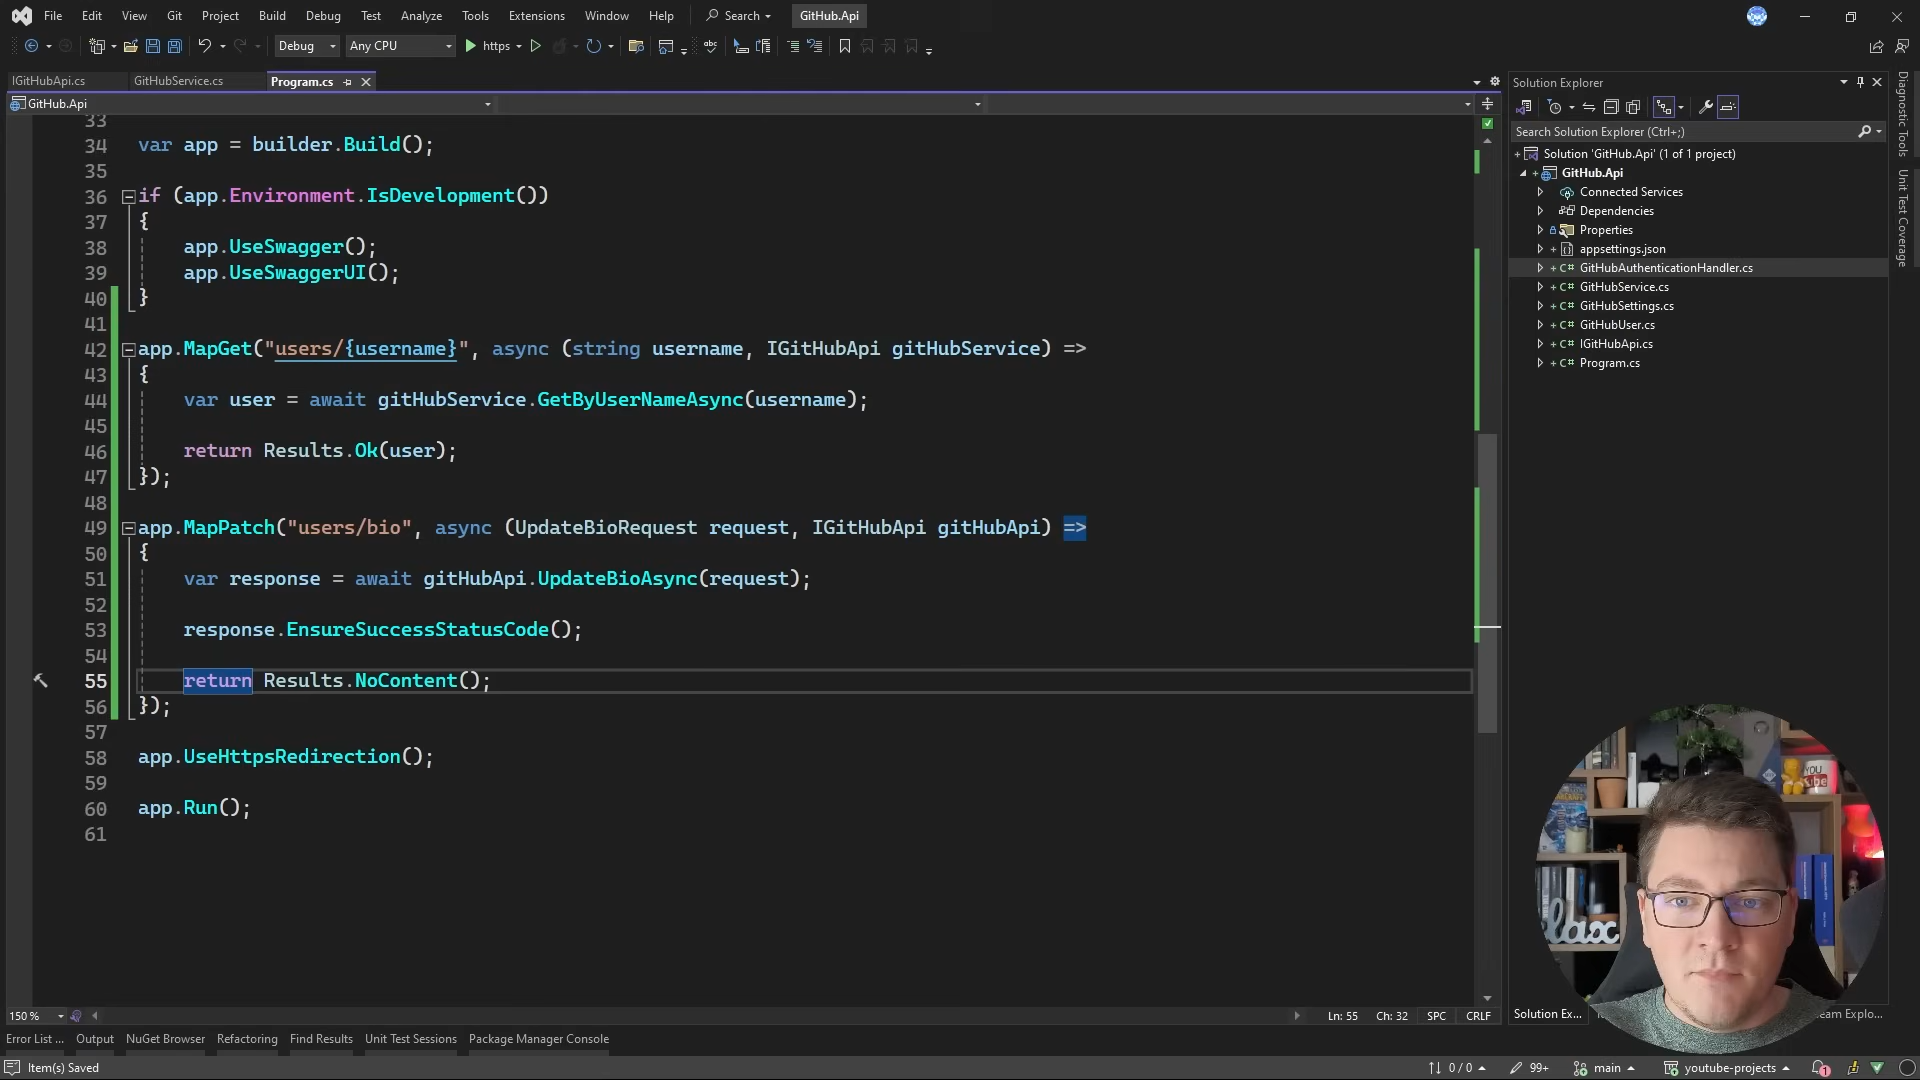 File Edit View Git Project Build Debug Test Analyze Tools Extensions Window Help Search GitHub.Api
Debug Any CPU https
IGitHubApi.cs GitHubService.cs Program.cs
GitHub.Api
33
34 var app = builder.Build();
35
36 if (app.Environment.IsDevelopment())
37 {
38 app.UseSwagger();
39 app.UseSwaggerUI();
40 }
41
42 app.MapGet("users/{username}", async (string username, IGitHubApi gitHubService) =>
43 {
44 var user = await gitHubService.GetByUserNameAsync(username);
45
46 return Results.Ok(user);
47 });
48
49 app.MapPatch("users/bio", async (UpdateBioRequest request, IGitHubApi gitHubApi) =>
50 {
51 var response = await gitHubApi.UpdateBioAsync(request);
52
53 response.EnsureSuccessStatusCode();
54
55 return Results.NoContent();
56 });
57
58 app.UseHttpsRedirection();
59
60 app.Run();
61
150 % Ln: 55 Ch: 32 SPC CRLF
Error List ... Output NuGet Browser Refactoring Find Results Unit Test Sessions Package Manager Console
Item(s) Saved 0 / 0 99+ main youtube-projects 1
Solution Explorer
Search Solution Explorer (Ctrl+;)
Solution 'GitHub.Api' (1 of 1 project)
GitHub.Api
Connected Services
Dependencies
Properties
appsettings.json
C# GitHubAuthenticationHandler.cs
C# GitHubService.cs
C# GitHubSettings.cs
C# GitHubUser.cs
C# IGitHubApi.cs
C# Program.cs
Solution Ex...
eam Explo...
Diagnostic Tools
Unit Test Coverage
YOU